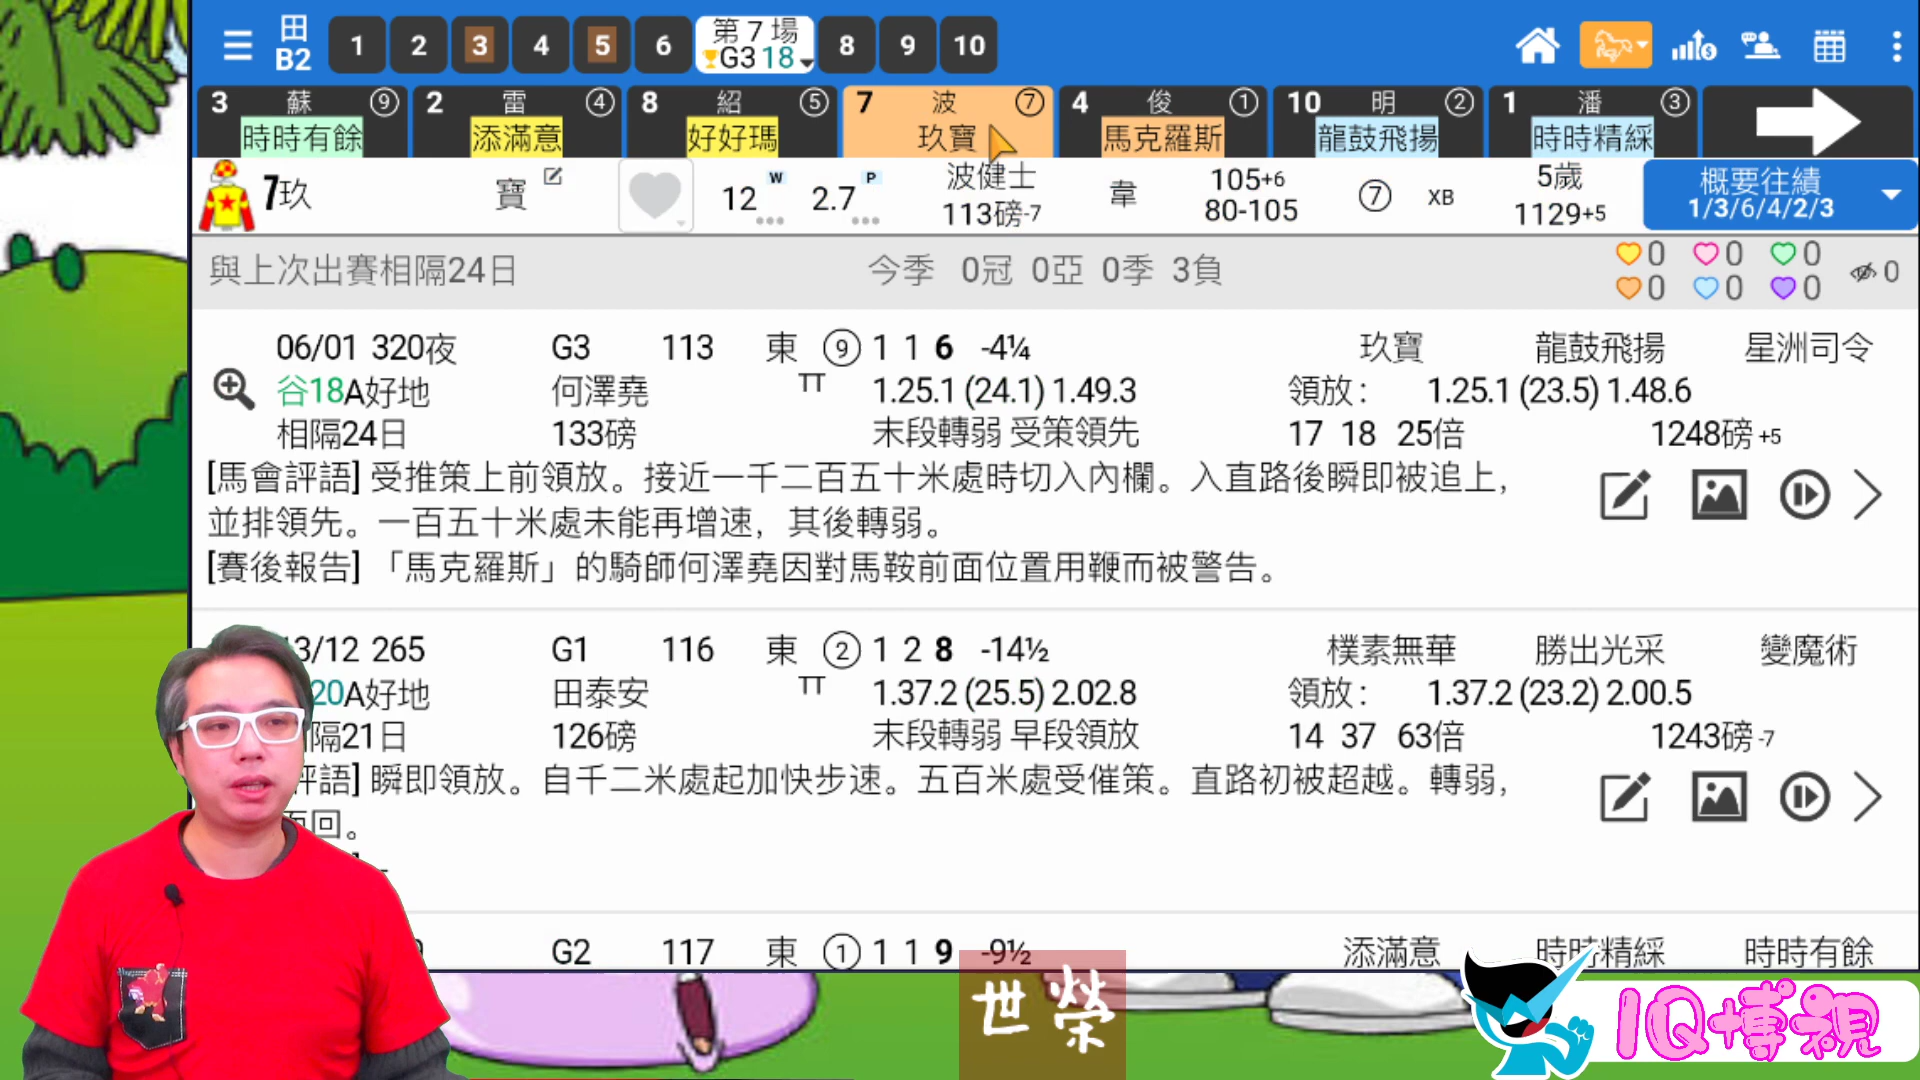 田 B2 1 2 3 4 5 6 第7場 G3 18 8 9 10
3 蘇 ⑨ 時時有餘
2 雷 ④ 添滿意
8 紹 ⑤ 好好瑪
7 波 ⑦ 玖寶
4 俊 ① 馬克羅斯
10 明 ② 龍鼓飛揚
1 潘 ③ 時時精綵
7 玖寶 12 W 2.7 P 波健士 113磅-7 韋 105+6 80-105 ⑦ XB 5歲 1129+5 概要往績 1/3/6/4/2/3
與上次出賽相隔24日 今季 0冠 0亞 0季 3負 0 0 0 0 0 0 0
06/01 320夜 G3 113 東 ⑨ 1 1 6 -4¼ 玖寶 龍鼓飛揚 星洲司令
谷18A好地 何澤堯 TT 1.25.1 (24.1) 1.49.3 領放： 1.25.1 (23.5) 1.48.6
相隔24日 133磅 末段轉弱 受策領先 17 18 25倍 1248磅 +5
[馬會評語] 受推策上前領放。接近一千二百五十米處時切入內欄。入直路後瞬即被追上，
並排領先。一百五十米處未能再增速，其後轉弱。
[賽後報告] 「馬克羅斯」的騎師何澤堯因對馬鞍前面位置用鞭而被警告。
3/12 265 G1 116 東 ② 1 2 8 -14½ 樸素無華 勝出光采 變魔術
20A好地 田泰安 TT 1.37.2 (25.5) 2.02.8 領放： 1.37.2 (23.2) 2.00.5
隔21日 126磅 末段轉弱 早段領放 14 37 63倍 1243磅 -7
評語] 瞬即領放。自千二米處起加快步速。五百米處受催策。直路初被超越。轉弱，
而回。
G2 117 東 ① 1 1 9 -9½ 添滿意 時時精綵 時時有餘
世榮
IQ博視